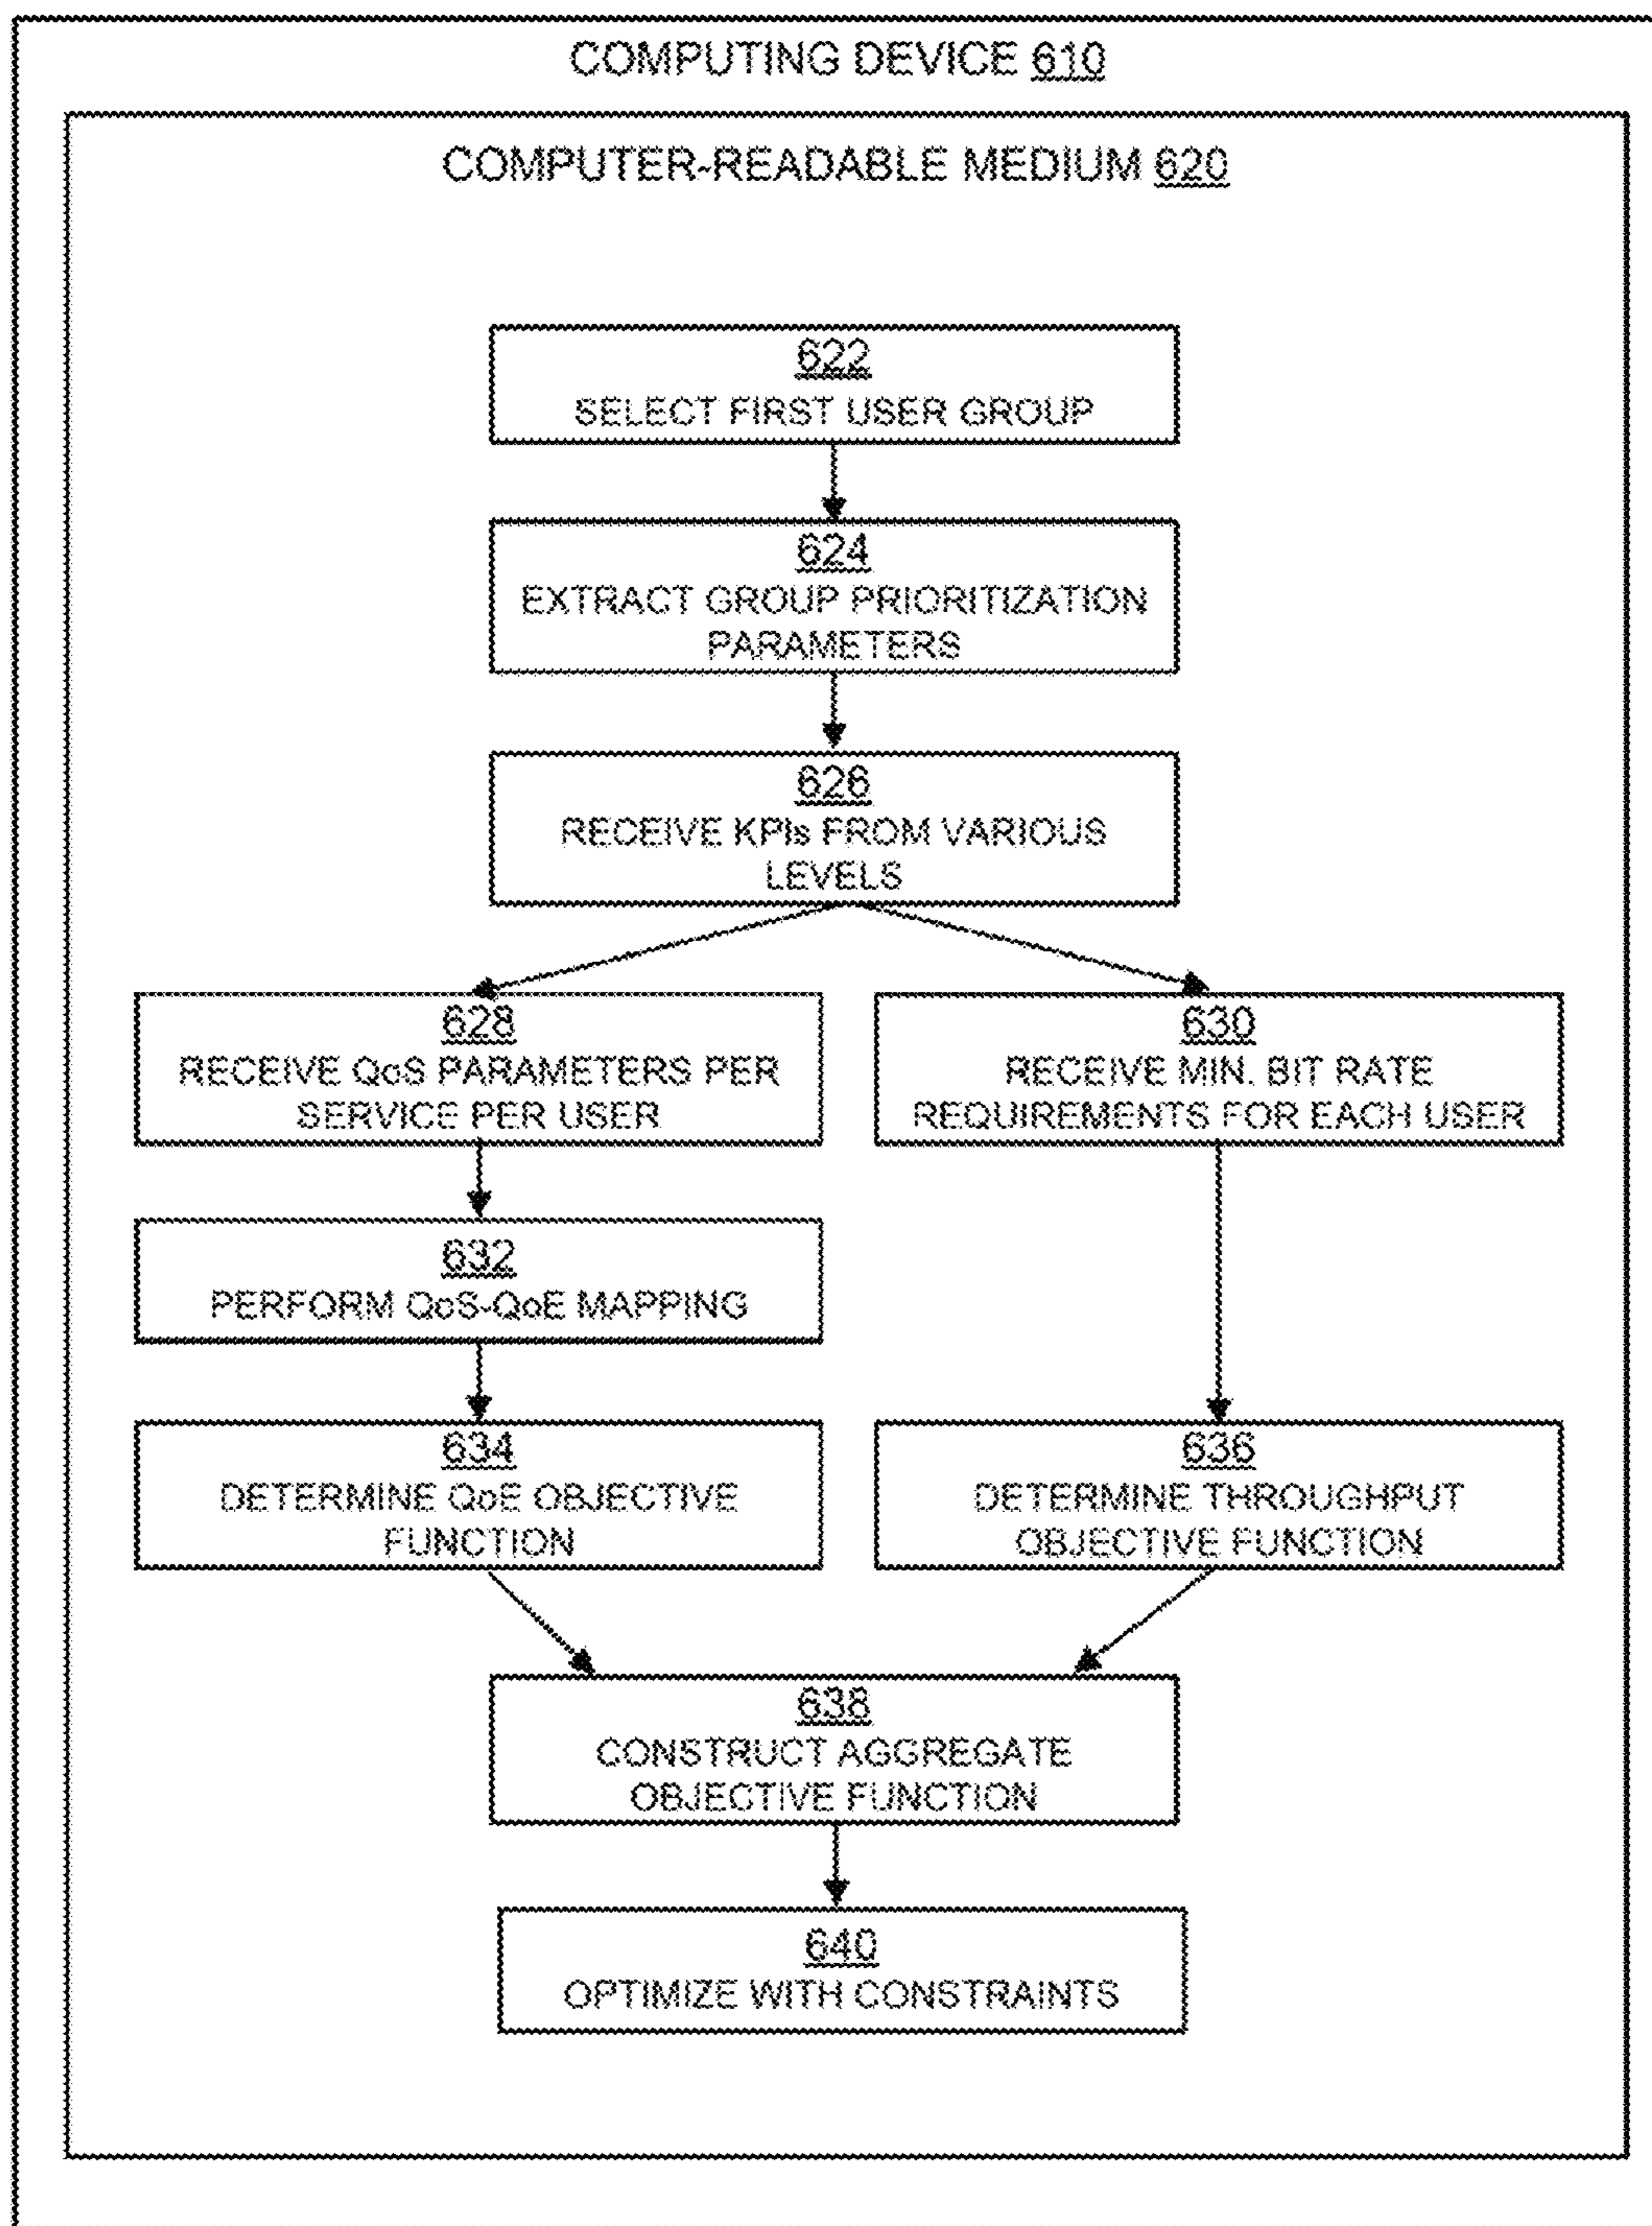 COMPUTING DEVICE 610
COMPUTER-READABLE MEDIUM 620
622
SELECT FIRST USER GROUP
624
EXTRACT GROUP PRIORITIZATION
PARAMETERS
626
RECEIVE KPIs FROM VARIOUS
LEVELS
628
RECEIVE QoS PARAMETERS PER
SERVICE PER USER
630
RECEIVE MIN. BIT RATE
REQUIREMENTS FOR EACH USER
632
PERFORM QoS-QoE MAPPING
634
DETERMINE QoE OBJECTIVE
FUNCTION
636
DETERMINE THROUGHPUT
OBJECTIVE FUNCTION
638
CONSTRUCT AGGREGATE
OBJECTIVE FUNCTION
640
OPTIMIZE WITH CONSTRAINTS